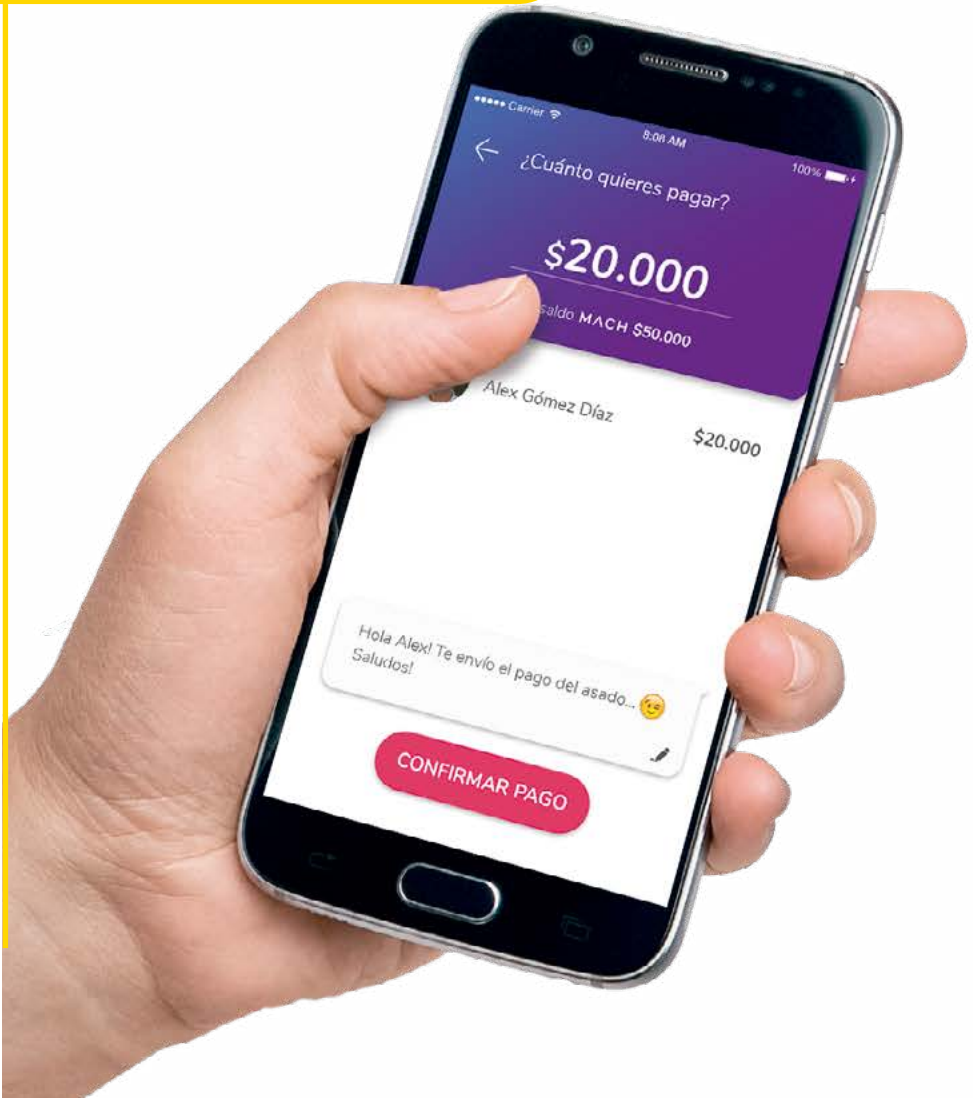 Carrier
8:08 AM
100%
¿Cuánto quieres pagar?
$20.000
saldo MACH $50.000
Alex Gómez Díaz
$20.000
Hola Alex! Te envío el pago del asado... 😉
Saludos!
CONFIRMAR PAGO